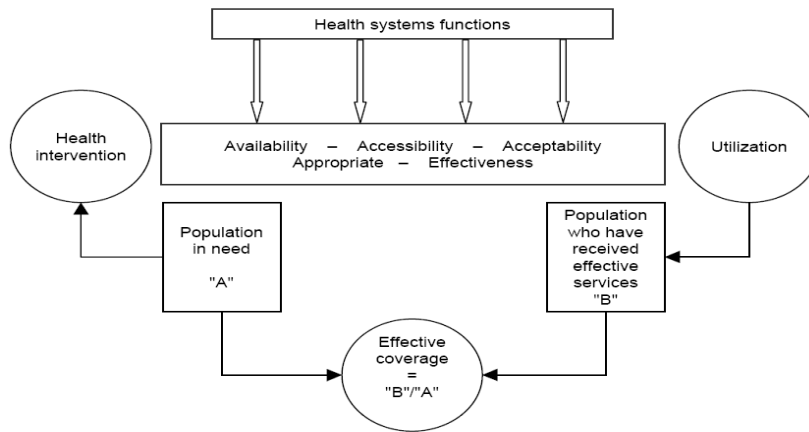 Health systems functions
Health
intervention
Availability – Accessibility – Acceptability
Appropriate – Effectiveness
Utilization
Population
in need
"A"
Population
who have
received
effective
services
"B"
Effective
coverage
=
"B"/"A"